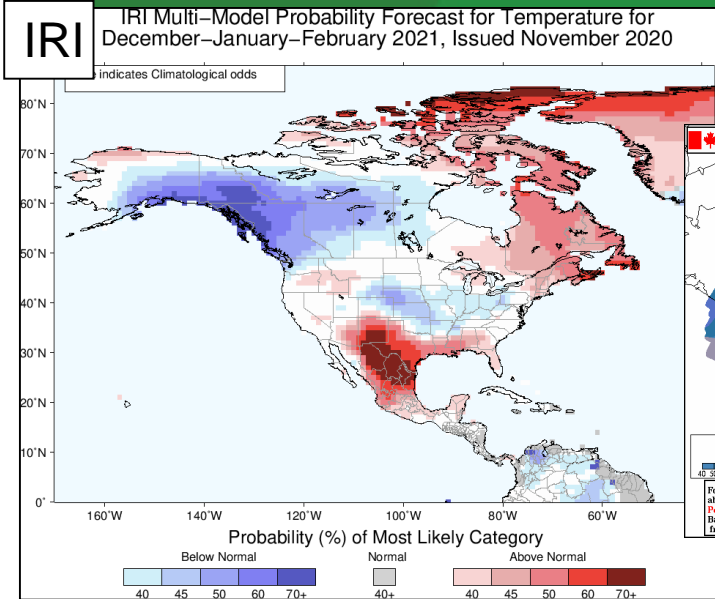 IRI
IRI Multi-Model Probability Forecast for Temperature for
December-January-February 2021, Issued November 2020
indicates Climatological odds
80°N
70°N
60°N
50°N
40°N
30°N
20°N
10°N
0°
160°W 140°W 120°W 100°W 80°W 60°W
Probability (%) of Most Likely Category
Below Normal Normal Above Normal
40 45 50 60 70+ 40+ 40 45 50 60 70+
40